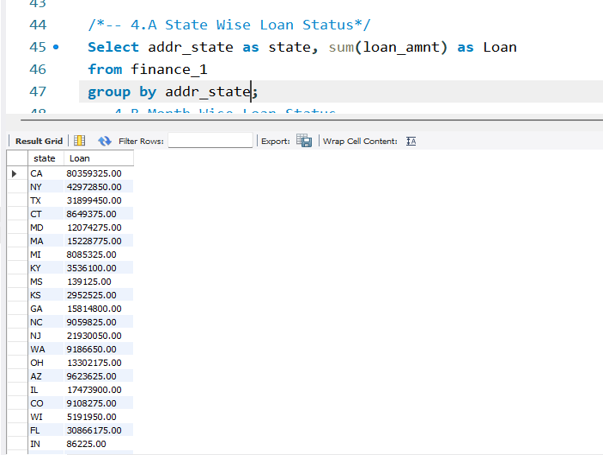 43
44 /*-- 4.A State Wise Loan Status*/
45 Select addr_state as state, sum(loan_amnt) as Loan
46 from finance_1
47 group by addr_state;
48 4.B Month Wise Loan Status
Result Grid Filter Rows: Export: Wrap Cell Content:
state Loan
CA 80359325.00
NY 42972850.00
TX 31899450.00
CT 8649375.00
MD 12074275.00
MA 15228775.00
MI 8085325.00
KY 3536100.00
MS 139125.00
KS 2952525.00
GA 15814800.00
NC 9059825.00
NJ 21930050.00
WA 9186650.00
OH 13302175.00
AZ 9623625.00
IL 17473900.00
CO 9108275.00
WI 5191950.00
FL 30866175.00
IN 86225.00